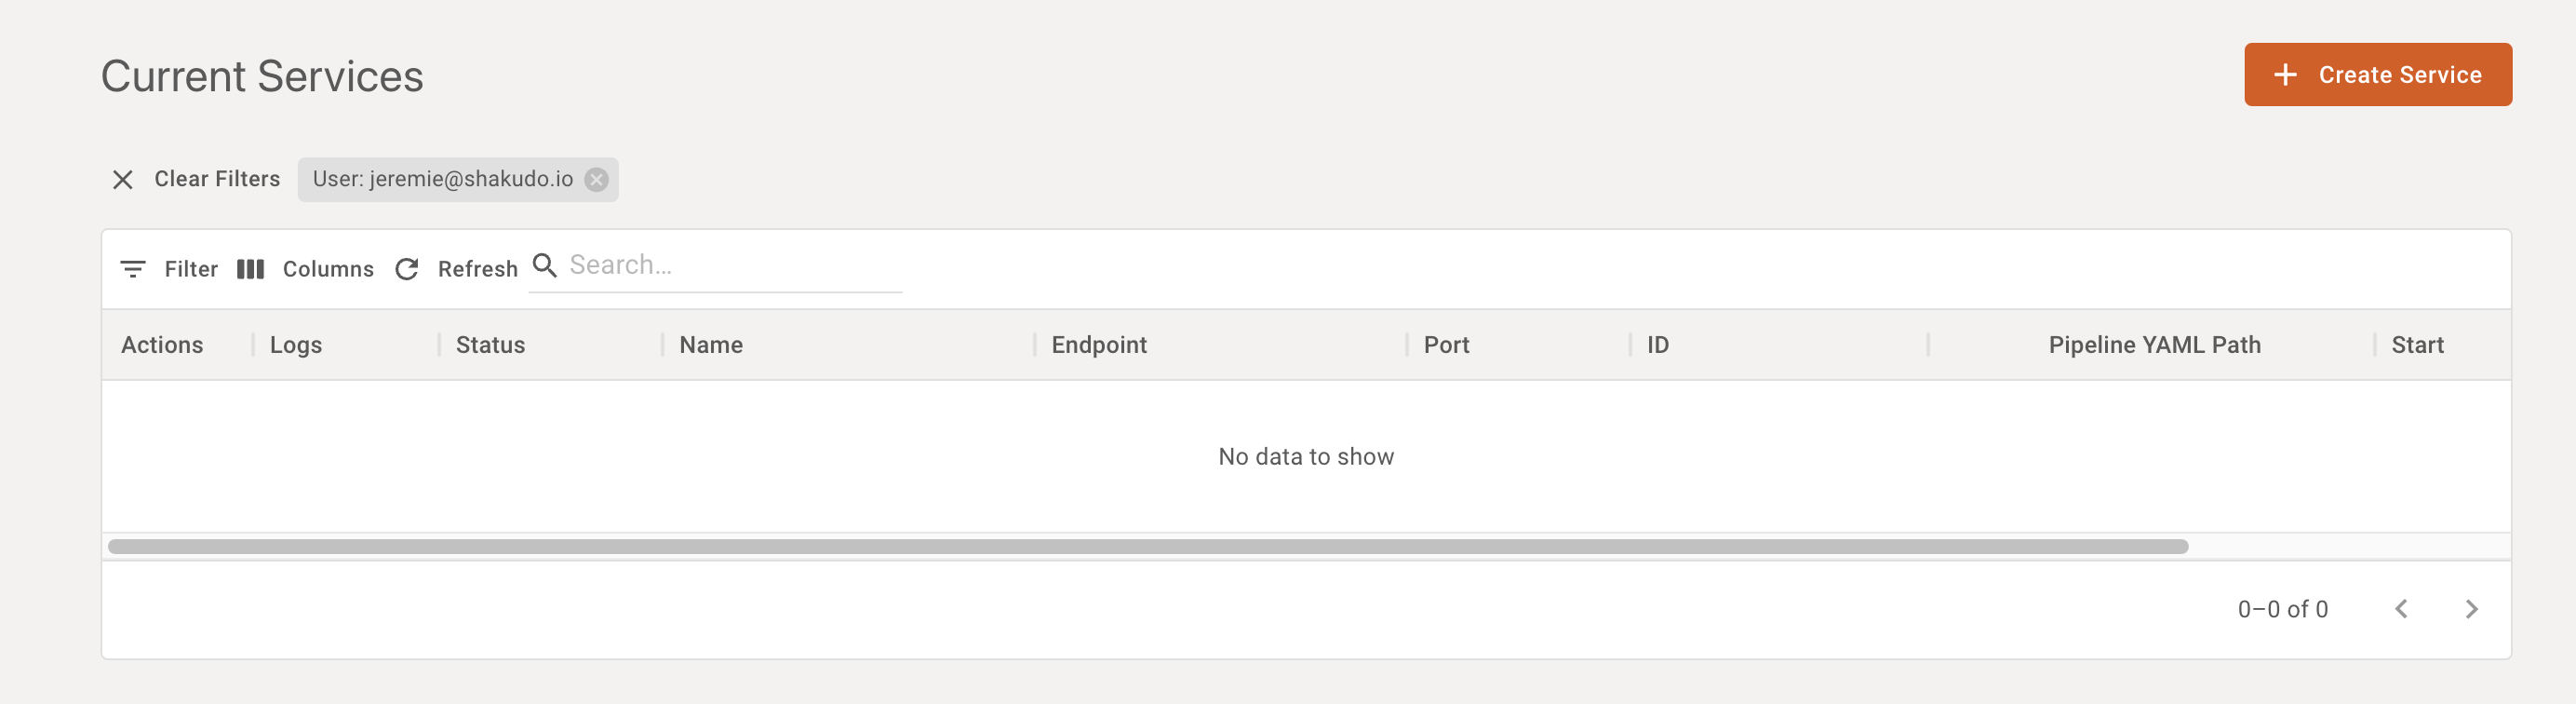 Current Services
Create Service
Clear Filters User: jeremie@shakudo.io
Filter Columns Refresh Search…
Actions Logs Status Name Endpoint Port ID Pipeline YAML Path Start
No data to show
0–0 of 0